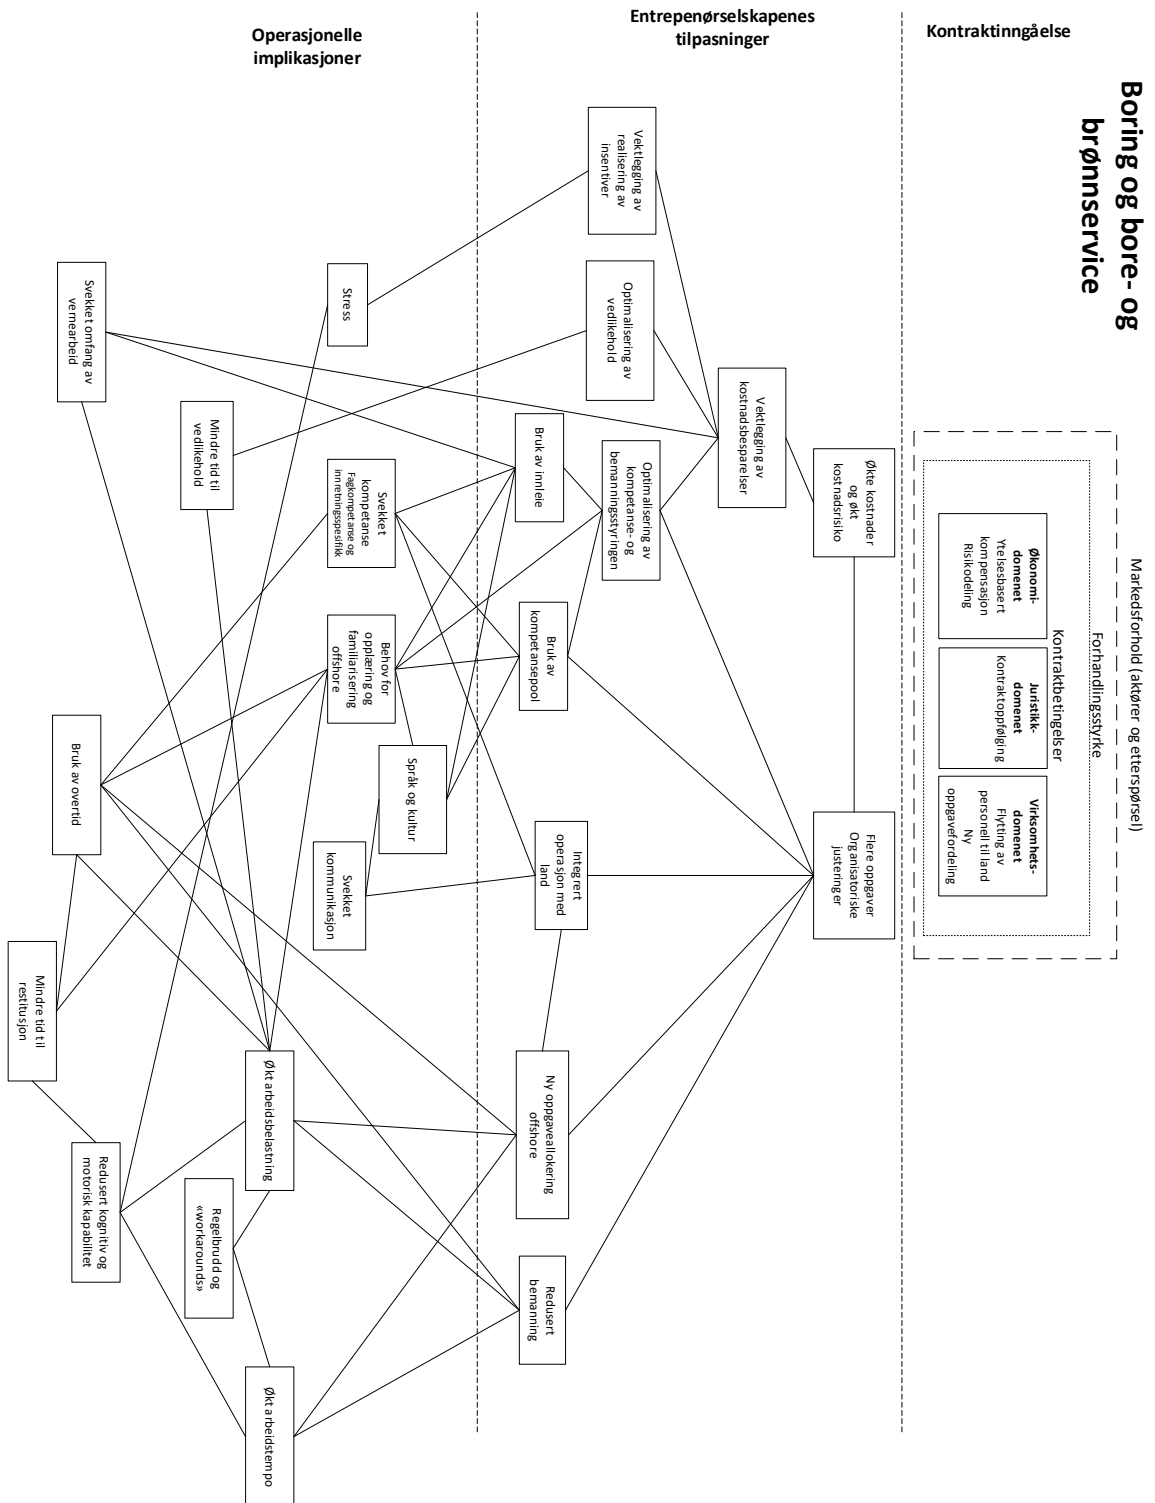 Boring og bore- og
brønnservice
Kontraktinngåelse
Markedsforhold (aktører og etterspørsel)
Forhandlingsstyrke
Kontraktbetingelser
Økonomi-
domenet
Ytelsesbasert
kompensasjon
Risikodeling
Juristikk-
domenet
Kontraktoppfølging
Virksomhets-
domenet
Flytting av
personell til land
Ny
oppgavefordeling
Entrepenørselskapenes
tilpasninger
Økte kostnader
og økt
kostnadsrisiko
Flere oppgaver
Organisatoriske
justeringer
Vektlegging av
kostnadsbesparelser
Vektlegging av
realisering av
insentiver
Optimalisering av
vedlikehold
Optimalisering av
kompetanse- og
bemanningsstyringen
Bruk av innleie
Bruk av
kompetansepool
Integrert
operasjon med
land
Ny oppgaveallokering
offshore
Redusert
bemanning
Operasjonelle
implikasjoner
Stress
Svekket
kompetanse
Fagkompetanse og
innretningsspesifikk
Behov for
opplæring og
familiarisering
offshore
Språk og kultur
Svekket
kommunikasjon
Mindre tid til
vedlikehold
Økt arbeidsbelastning
Regelbrudd og
«workarounds»
Økt arbeidstempo
Svekket omfang av
vernearbeid
Bruk av overtid
Mindre tid til
restitusjon
Redusert kognitiv og
motorisk kapabilitet